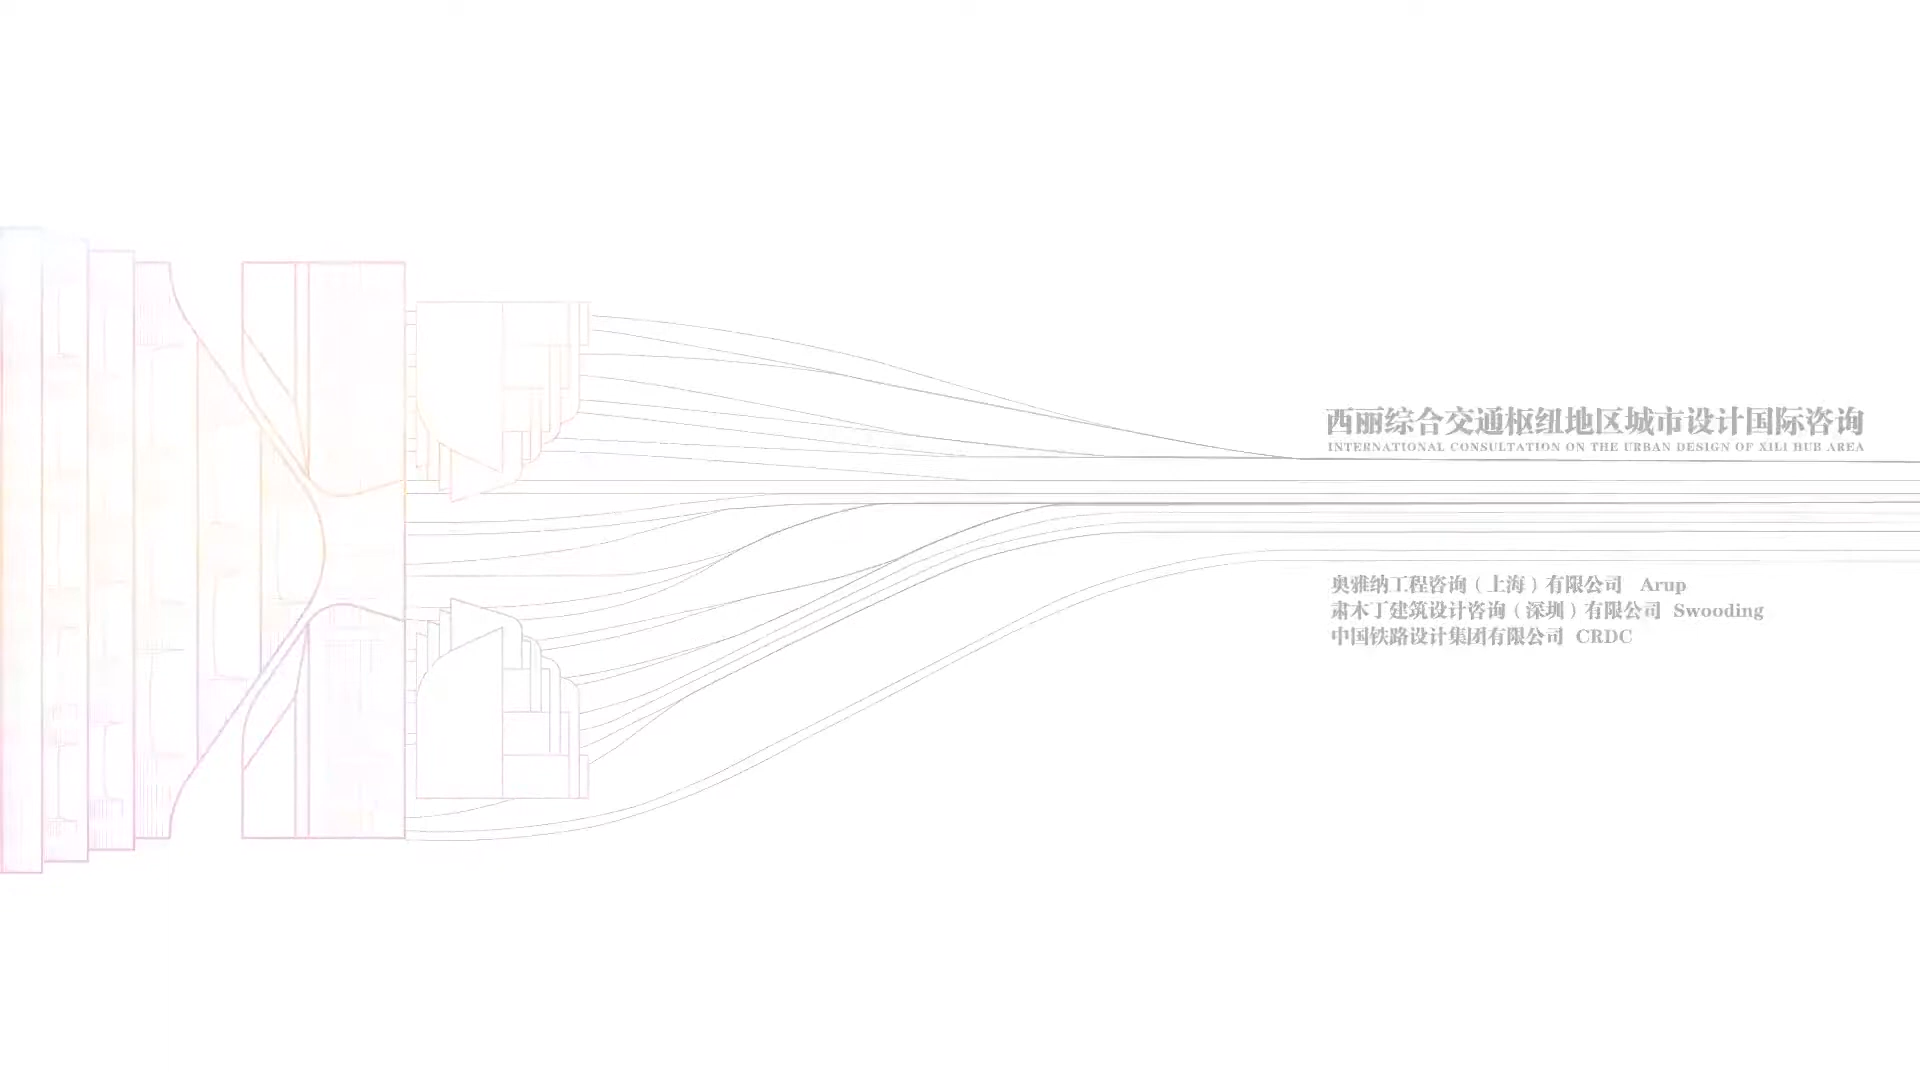 西丽综合交通枢纽地区城市设计国际咨询
INTERNATIONAL CONSULTATION ON THE URBAN DESIGN OF XILI HUB AREA
奥雅纳工程咨询（上海）有限公司 Arup
肃木丁建筑设计咨询（深圳）有限公司 Swooding
中国铁路设计集团有限公司 CRDC